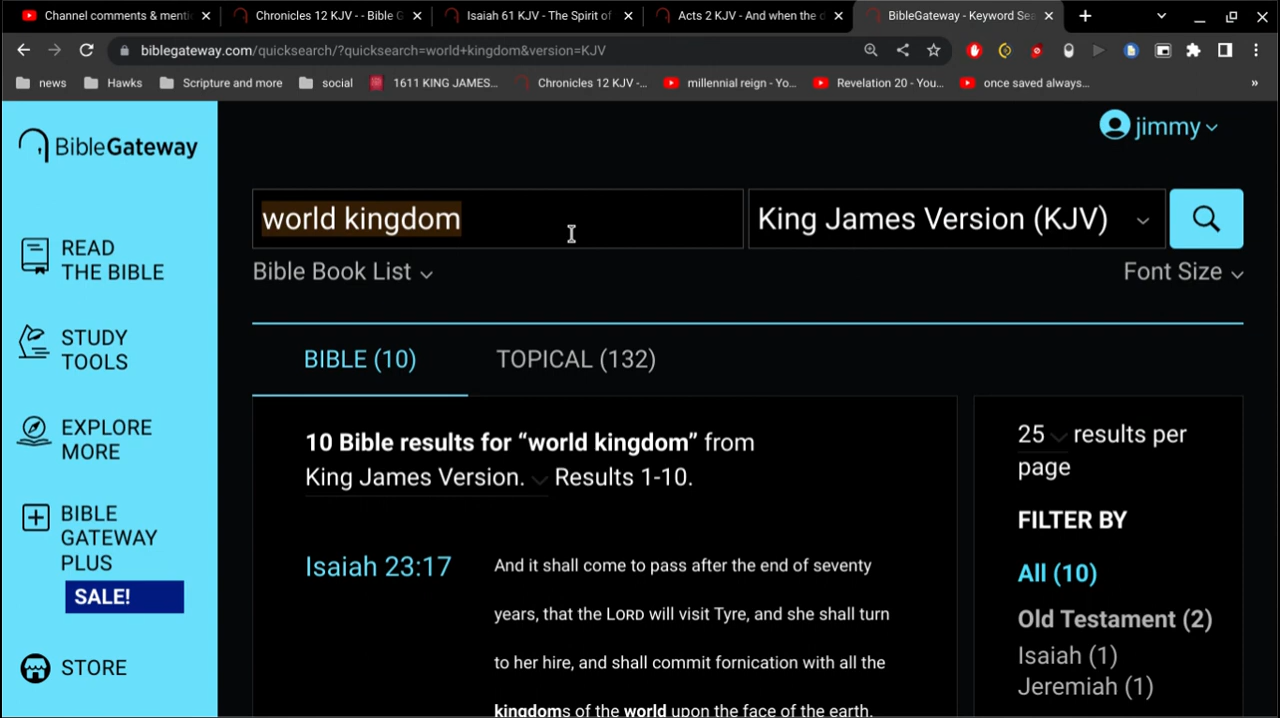 Channel comments & menti
Chronicles 12 KJV - - Bible G
Isaiah 61 KJV - The Spirit of
Acts 2 KJV - And when the d
BibleGateway - Keyword Sea
biblegateway.com/quicksearch/?quicksearch=world+kingdom&version=KJV
news
Hawks
Scripture and more
social
1611 KING JAMES...
Chronicles 12 KJV -...
millennial reign - Yo...
Revelation 20 - You...
once saved always...
»
BibleGateway
jimmy
world kingdom
King James Version (KJV)
Bible Book List
Font Size
READ
THE BIBLE
STUDY
TOOLS
EXPLORE
MORE
BIBLE
GATEWAY
PLUS
SALE!
STORE
BIBLE (10)
TOPICAL (132)
10 Bible results for “world kingdom” from
King James Version. Results 1-10.
Isaiah 23:17
And it shall come to pass after the end of seventy
years, that the LORD will visit Tyre, and she shall turn
to her hire, and shall commit fornication with all the
kingdoms of the world upon the face of the earth.
25 results per
page
FILTER BY
All (10)
Old Testament (2)
Isaiah (1)
Jeremiah (1)